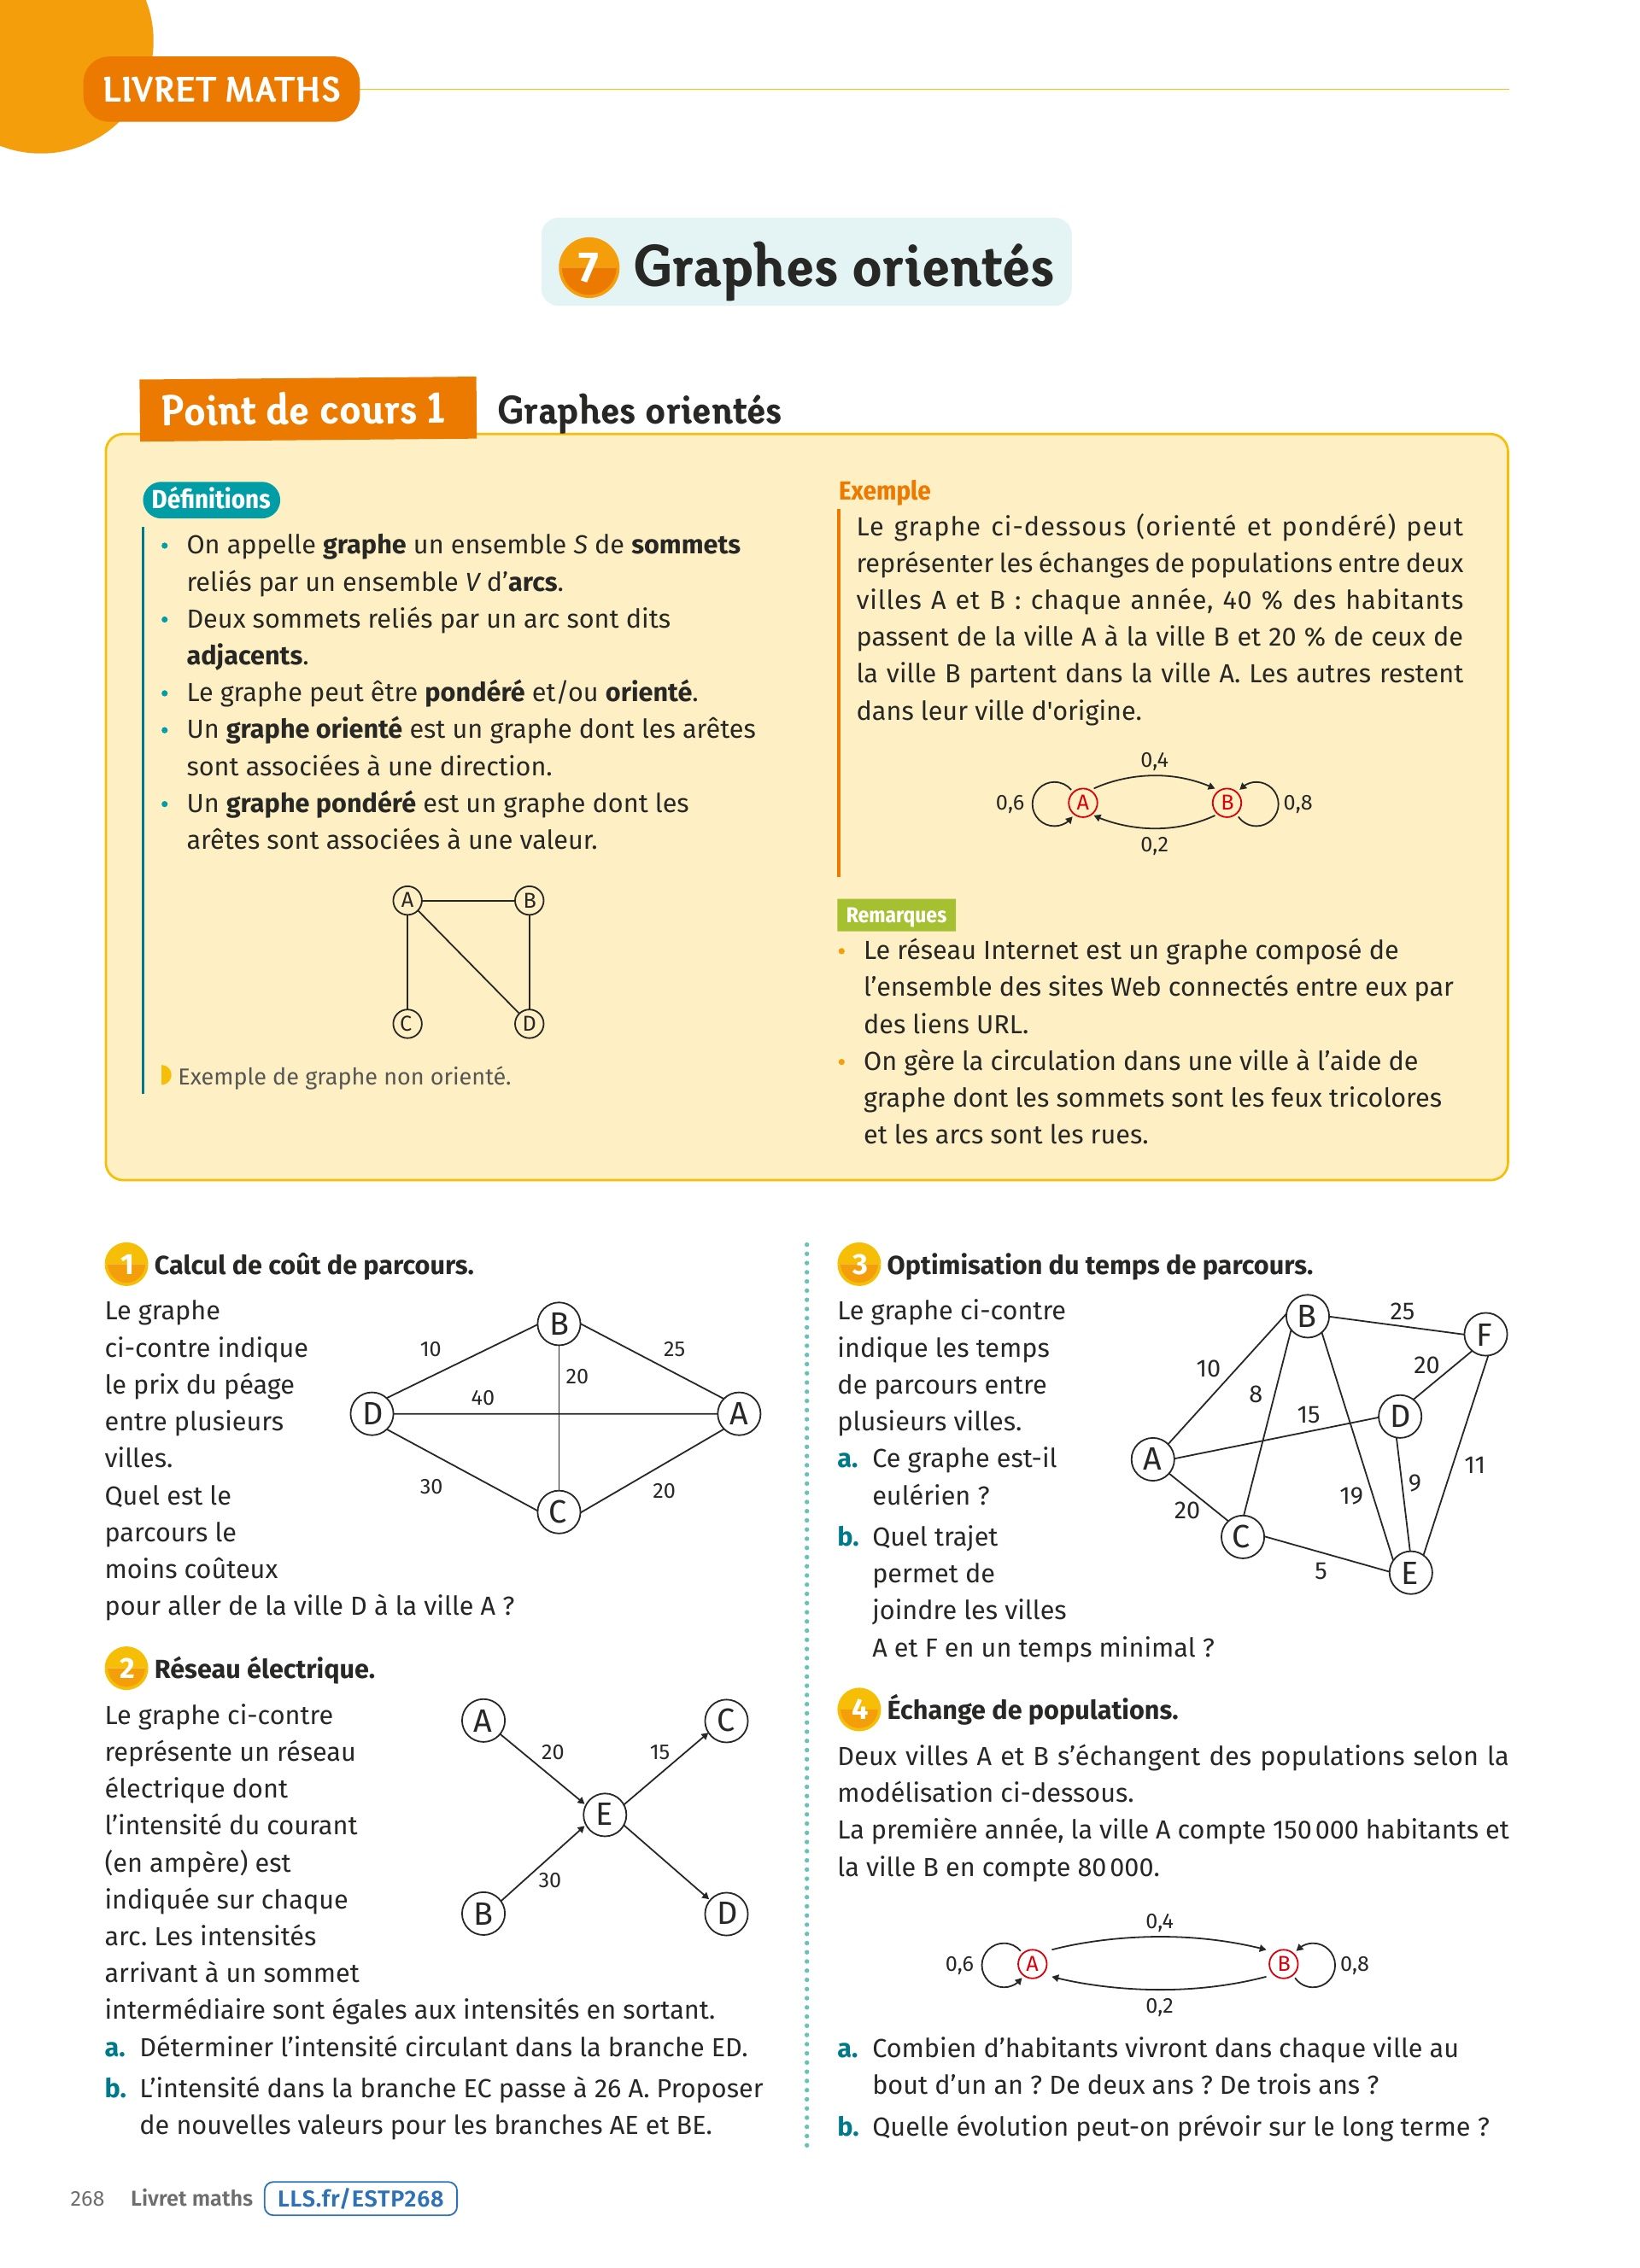 LIVRET MATHS
7 Graphes orientés
Point de cours 1 Graphes orientés
Définitions
• On appelle graphe un ensemble S de sommets
reliés par un ensemble V d’arcs.
• Deux sommets reliés par un arc sont dits
adjacents.
• Le graphe peut être pondéré et/ou orienté.
• Un graphe orienté est un graphe dont les arêtes
sont associées à une direction.
• Un graphe pondéré est un graphe dont les
arêtes sont associées à une valeur.
A B
C D
Exemple de graphe non orienté.
Exemple
Le graphe ci-dessous (orienté et pondéré) peut
représenter les échanges de populations entre deux
villes A et B : chaque année, 40 % des habitants
passent de la ville A à la ville B et 20 % de ceux de
la ville B partent dans la ville A. Les autres restent
dans leur ville d'origine.
0,4
0,6 A B 0,8
0,2
Remarques
• Le réseau Internet est un graphe composé de
l’ensemble des sites Web connectés entre eux par
des liens URL.
• On gère la circulation dans une ville à l’aide de
graphe dont les sommets sont les feux tricolores
et les arcs sont les rues.
1 Calcul de coût de parcours.
Le graphe
ci-contre indique
le prix du péage
entre plusieurs
villes.
Quel est le
parcours le
moins coûteux
pour aller de la ville D à la ville A ?
B
10 25
20
40
D A
30 20
C
2 Réseau électrique.
Le graphe ci-contre
représente un réseau
électrique dont
l’intensité du courant
(en ampère) est
indiquée sur chaque
arc. Les intensités
arrivant à un sommet
intermédiaire sont égales aux intensités en sortant.
A C
20 15
E
30
B D
a. Déterminer l’intensité circulant dans la branche ED.
b. L’intensité dans la branche EC passe à 26 A. Proposer
de nouvelles valeurs pour les branches AE et BE.
3 Optimisation du temps de parcours.
Le graphe ci-contre
indique les temps
de parcours entre
plusieurs villes.
a. Ce graphe est-il
eulérien ?
b. Quel trajet
permet de
joindre les villes
A et F en un temps minimal ?
B 25 F
10 20
8
15 D
A 11
9
19
20
C
5 E
4 Échange de populations.
Deux villes A et B s’échangent des populations selon la
modélisation ci-dessous.
La première année, la ville A compte 150 000 habitants et
la ville B en compte 80 000.
0,4
0,6 A B 0,8
0,2
a. Combien d’habitants vivront dans chaque ville au
bout d’un an ? De deux ans ? De trois ans ?
b. Quelle évolution peut-on prévoir sur le long terme ?
268 Livret maths LLS.fr/ESTP268